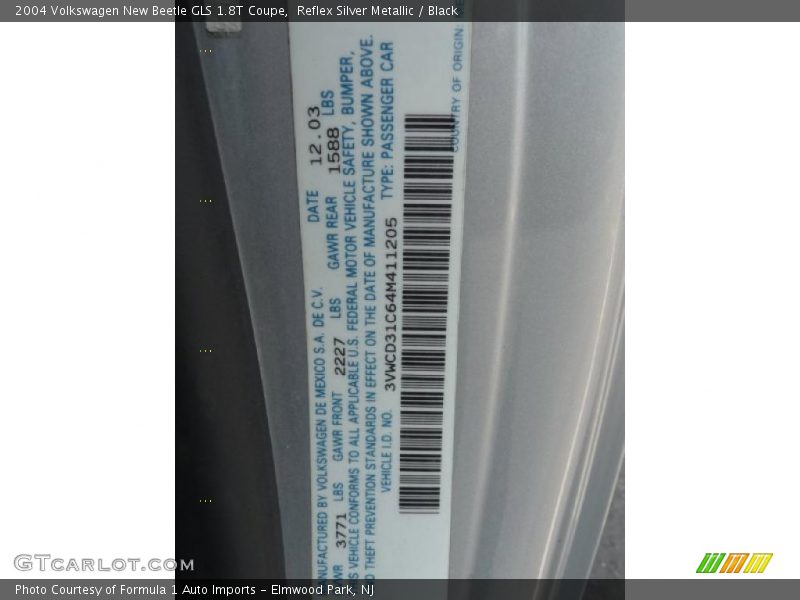 2004 Volkswagen New Beetle GLS 1.8T Coupe, Reflex Silver Metallic / Black
NUFACTURED BY VOLKSWAGEN DE MEXICO S.A. DE C.V. DATE 12.03
WR 3771 LBS GAWR FRONT 2227 LBS GAWR REAR 1588 LBS
IS VEHICLE CONFORMS TO ALL APPLICABLE U.S. FEDERAL MOTOR VEHICLE SAFETY, BUMPER,
D THEFT PREVENTION STANDARDS IN EFFECT ON THE DATE OF MANUFACTURE SHOWN ABOVE.
VEHICLE I.D. NO. 3VWCD31C64M411205 TYPE: PASSENGER CAR
COUNTRY OF ORIGIN:
GTCARLOT.COM
Photo Courtesy of Formula 1 Auto Imports – Elmwood Park, NJ